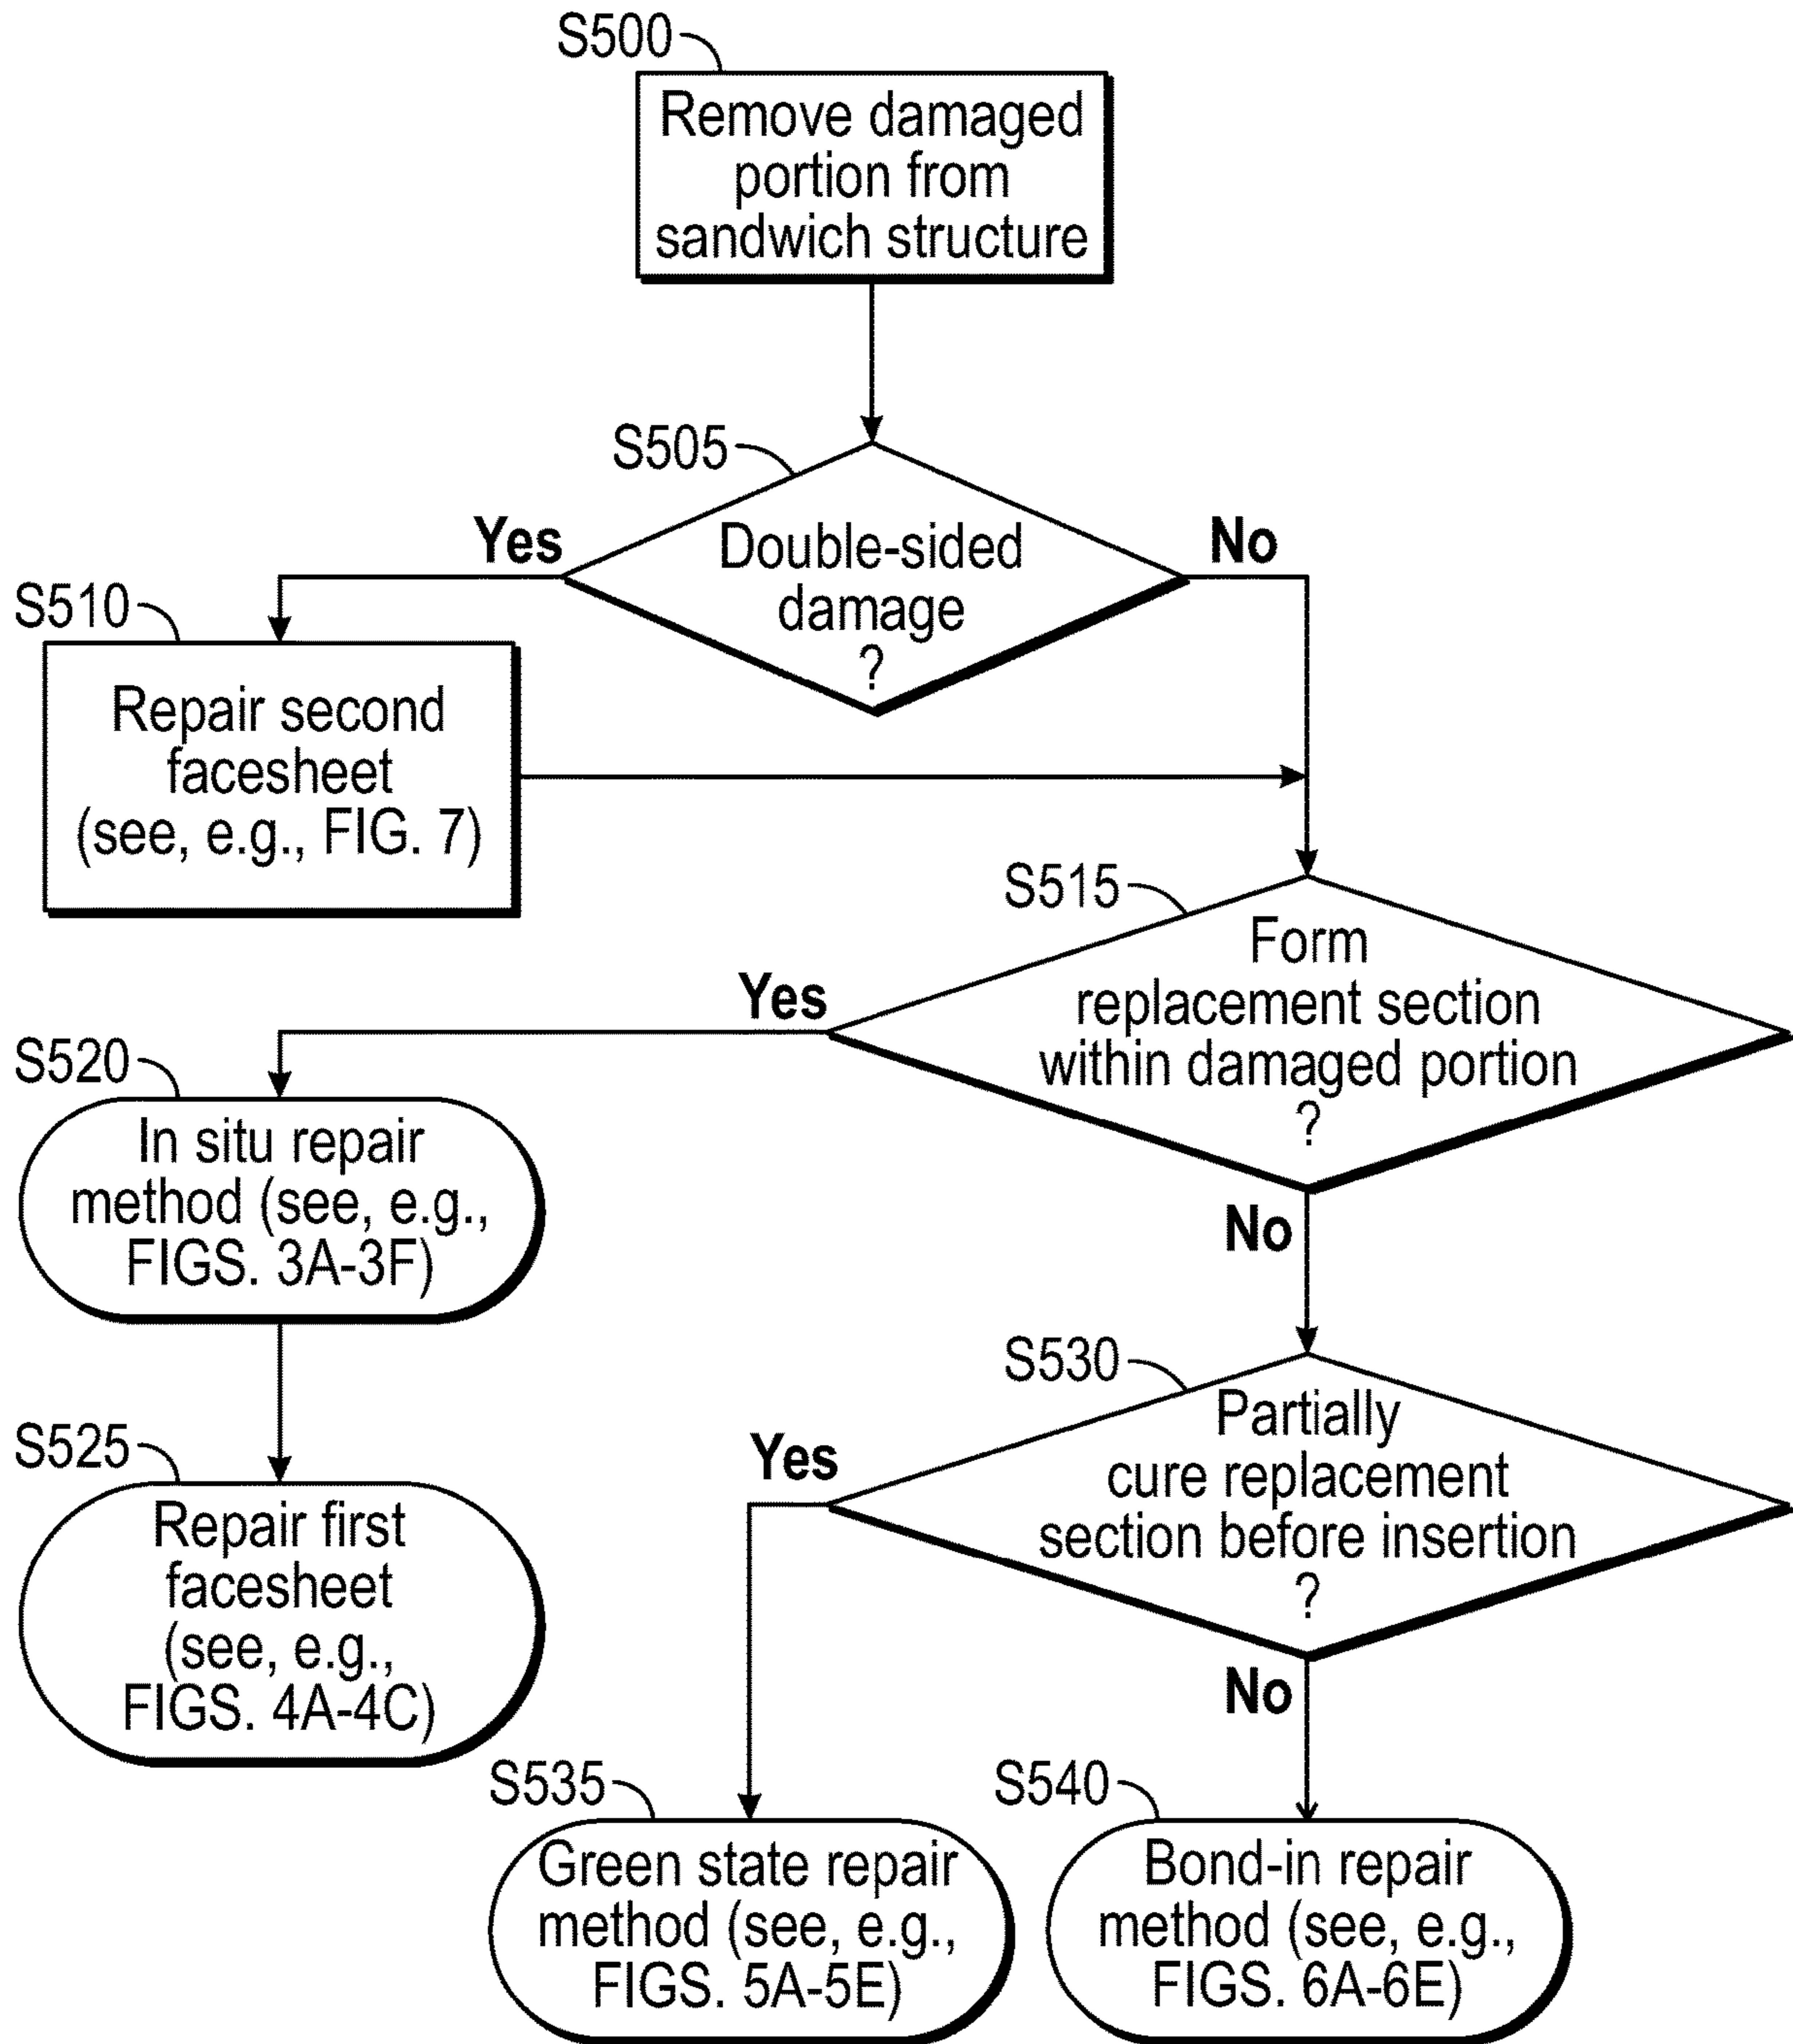 S500
Remove damaged
portion from
sandwich structure
S505
Yes
Double-sided
damage
?
No
S510
Repair second
facesheet
(see, e.g., FIG. 7)
S515
Form
replacement section
within damaged portion
?
Yes
No
S520
In situ repair
method (see, e.g.,
FIGS. 3A-3F)
S525
Repair first
facesheet
(see, e.g.,
FIGS. 4A-4C)
S530
Partially
cure replacement
section before insertion
?
Yes
No
S535
Green state repair
method (see, e.g.,
FIGS. 5A-5E)
S540
Bond-in repair
method (see, e.g.,
FIGS. 6A-6E)